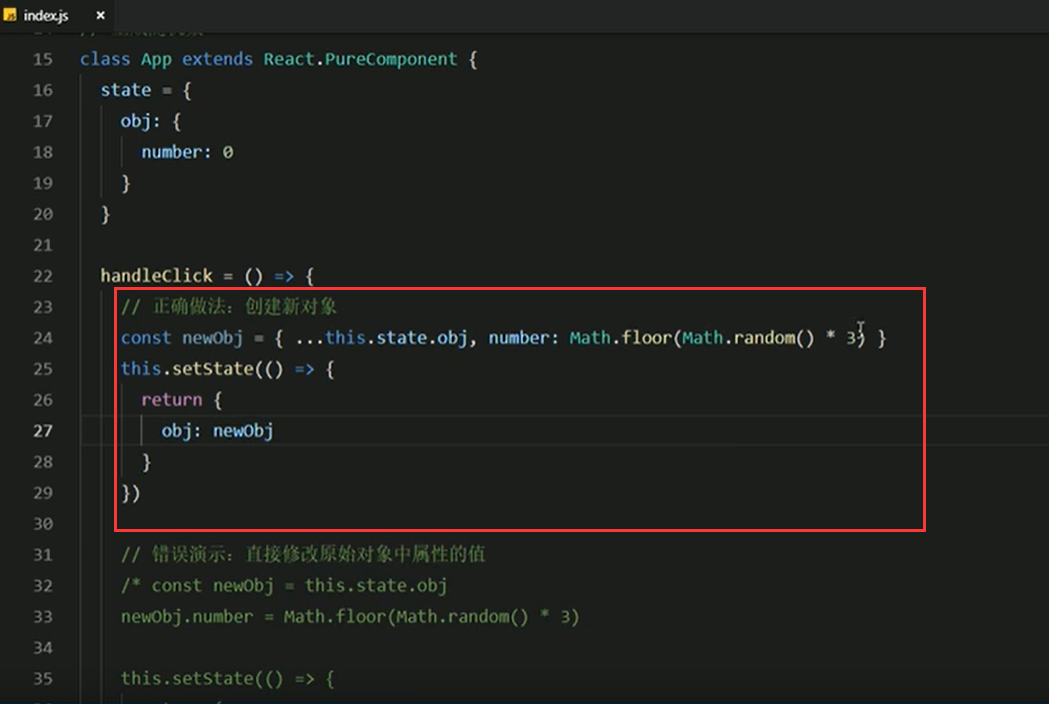 index.js ×
15 class App extends React.PureComponent {
16 state = {
17 obj: {
18 number: 0
19 }
20 }
21
22 handleClick = () => {
23 // 正确做法：创建新对象
24 const newObj = { ...this.state.obj, number: Math.floor(Math.random() * 3) }
25 this.setState(() => {
26 return {
27 obj: newObj
28 }
29 })
30
31 // 错误演示：直接修改原始对象中属性的值
32 /* const newObj = this.state.obj
33 newObj.number = Math.floor(Math.random() * 3)
34
35 this.setState(() => {